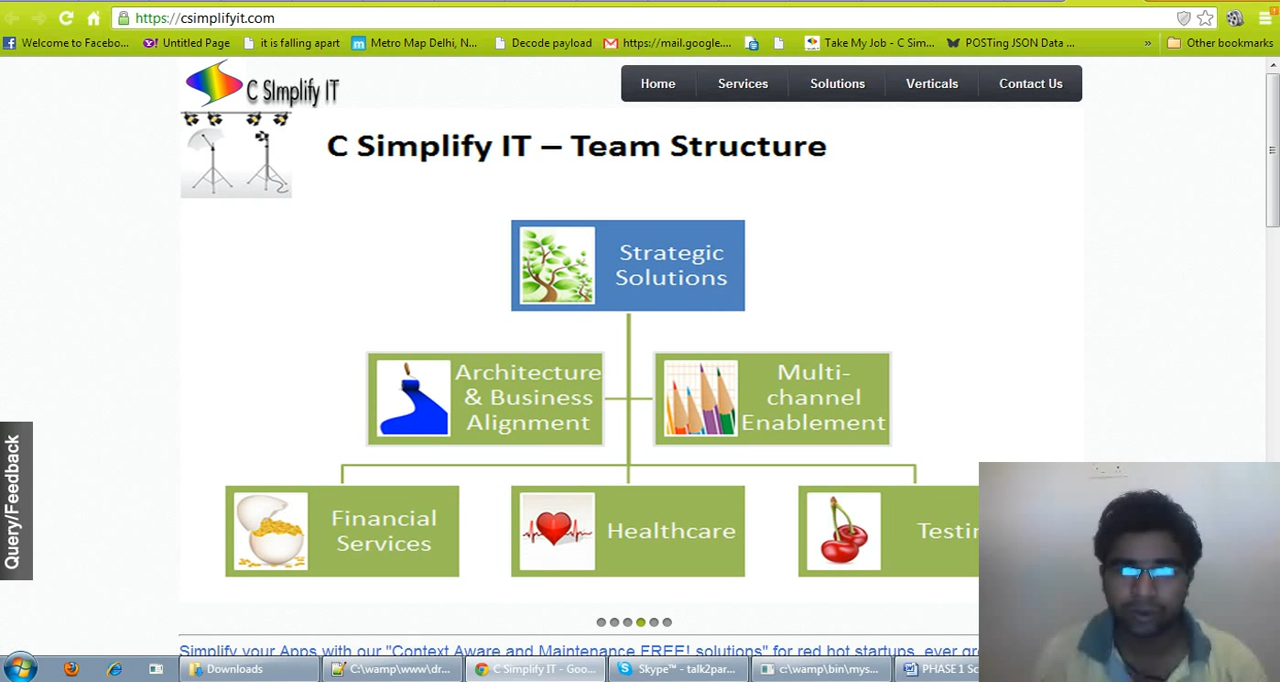 https://csimplifyit.com
Welcome to Facebo... Untitled Page it is falling apart Metro Map Delhi, N... Decode payload https://mail.google.... Take My Job - C Sim... POSTing JSON Data ... » Other bookmarks
C SImplify IT
Home Services Solutions Verticals Contact Us
C Simplify IT – Team Structure
Strategic
Solutions
Architecture
& Business
Alignment
Multi-
channel
Enablement
Financial
Services
Healthcare
Testin
Query/Feedback
Simplify your Apps with our "Context Aware and Maintenance FREE! solutions" for red hot startups, ever gr
Downloads C:\wamp\www\dr... C Simplify IT - Goo... Skype™ - talk2par... c:\wamp\bin\mys... PHASE 1 Sc